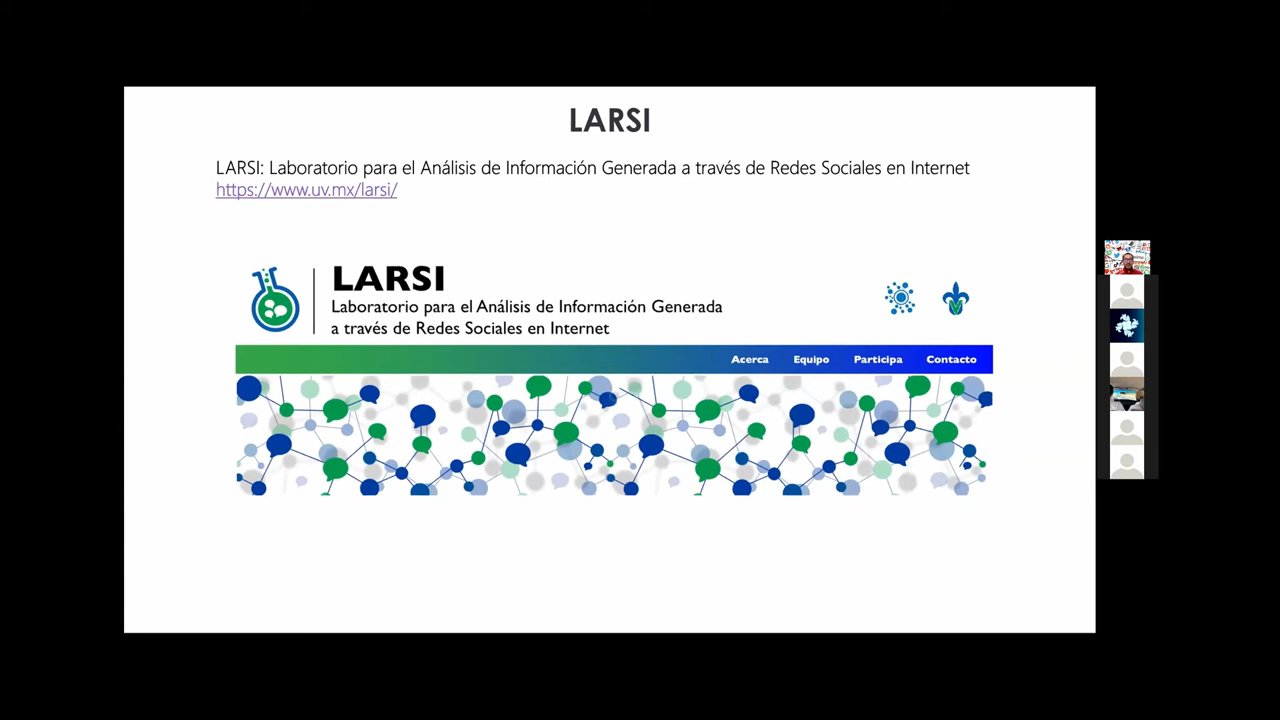 LARSI
LARSI: Laboratorio para el Análisis de Información Generada a través de Redes Sociales en Internet
https://www.uv.mx/larsi/
LARSI
Laboratorio para el Análisis de Información Generada
a través de Redes Sociales en Internet
Acerca Equipo Participa Contacto